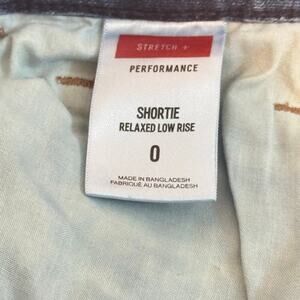 STRETCH +
PERFORMANCE
SHORTIE
RELAXED LOW RISE
0
MADE IN BANGLADESH
FABRIQUÉ AU BANGLADESH